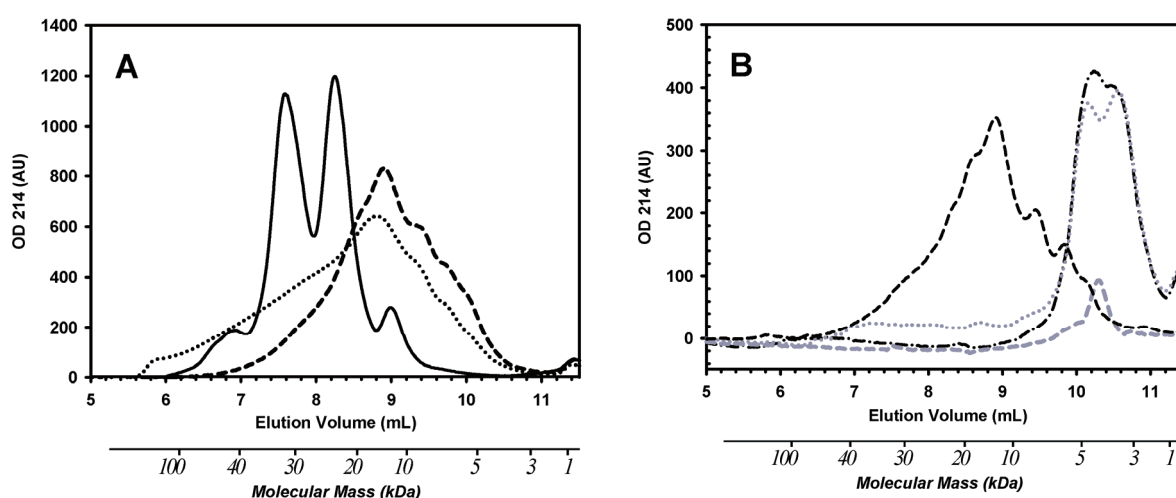 A
1400
1200
1000
800
600
400
200
0
OD 214 (AU)
5 6 7 8 9 10 11
Elution Volume (mL)
100 40 30 20 10 5 3 1
Molecular Mass (kDa)
B
500
400
300
200
100
0
OD 214 (AU)
5 6 7 8 9 10 11
Elution Volume (mL)
100 40 30 20 10 5 3 1
Molecular Mass (kDa)